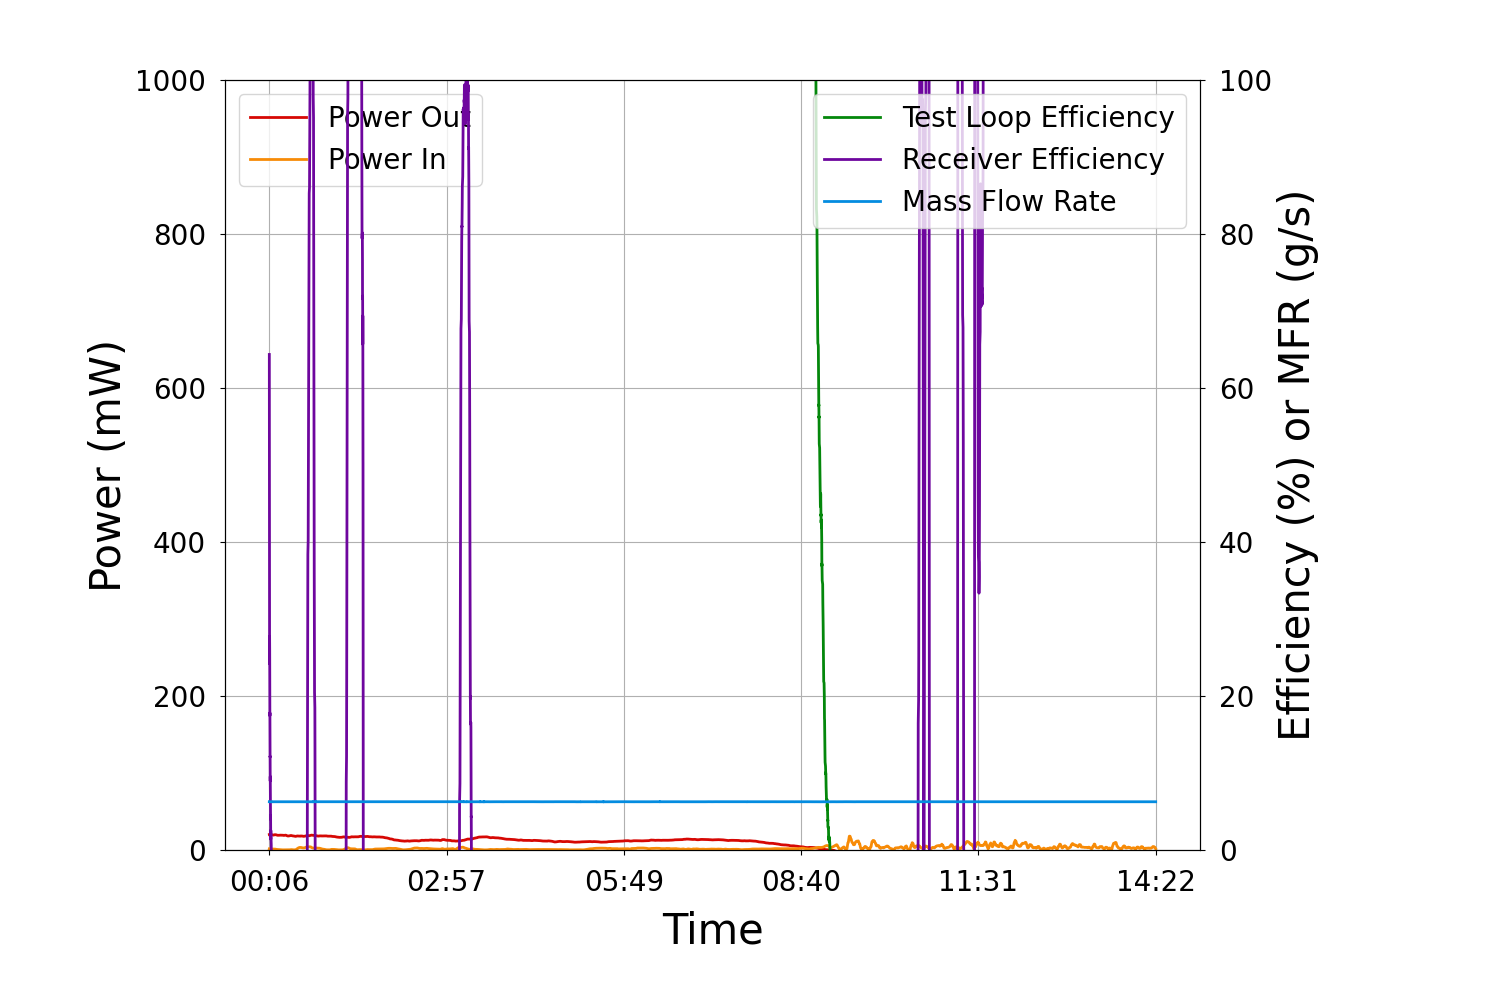 1000
800
600
400
200
0
Power (mW)
Power Out
Power In
Test Loop Efficiency
Receiver Efficiency
Mass Flow Rate
100
80
60
40
20
0
Efficiency (%) or MFR (g/s)
00:06 02:57 05:49 08:40 11:31 14:22
Time